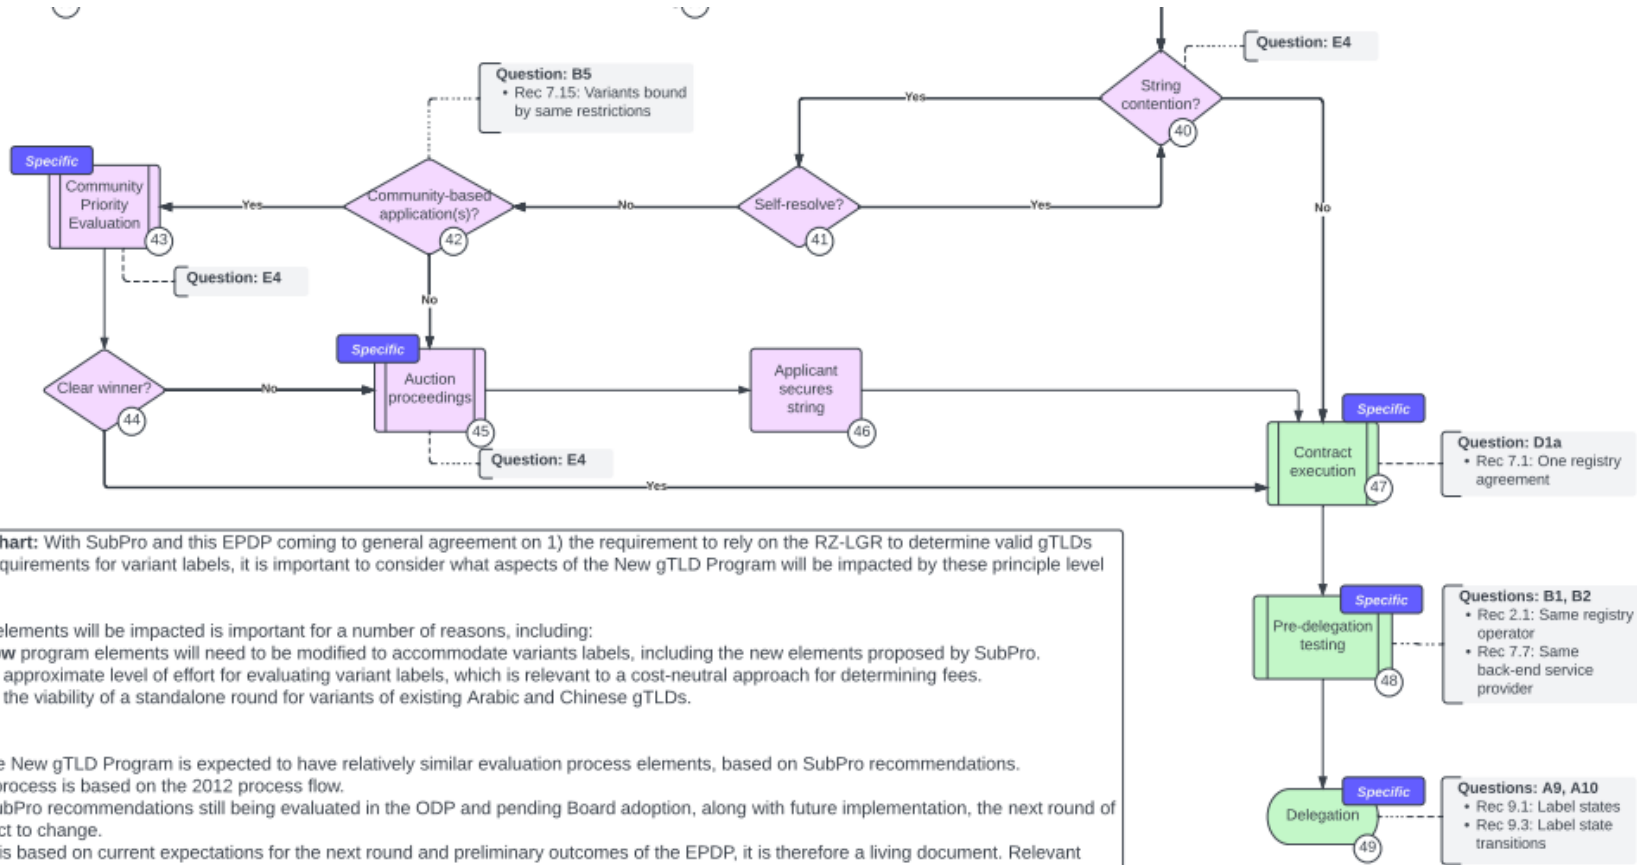 Question: E4
String
contention?
40
Yes
No
Question: B5
• Rec 7.15: Variants bound
by same restrictions
Specific
Community
Priority
Evaluation
43
Yes
Community-based
application(s)?
42
No
Self-resolve?
41
Yes
Question: E4
No
Specific
Clear winner?
44
No
Auction
proceedings
45
Applicant
secures
string
46
Question: E4
Yes
Specific
Contract
execution
47
Question: D1a
• Rec 7.1: One registry
agreement
hart: With SubPro and this EPDP coming to general agreement on 1) the requirement to rely on the RZ-LGR to determine valid gTLDs
quirements for variant labels, it is important to consider what aspects of the New gTLD Program will be impacted by these principle level
elements will be impacted is important for a number of reasons, including:
ow program elements will need to be modified to accommodate variants labels, including the new elements proposed by SubPro.
approximate level of effort for evaluating variant labels, which is relevant to a cost-neutral approach for determining fees.
the viability of a standalone round for variants of existing Arabic and Chinese gTLDs.
e New gTLD Program is expected to have relatively similar evaluation process elements, based on SubPro recommendations.
process is based on the 2012 process flow.
ubPro recommendations still being evaluated in the ODP and pending Board adoption, along with future implementation, the next round of
ct to change.
is based on current expectations for the next round and preliminary outcomes of the EPDP, it is therefore a living document. Relevant
Specific
Pre-delegation
testing
48
Questions: B1, B2
• Rec 2.1: Same registry
operator
• Rec 7.7: Same
back-end service
provider
Specific
Delegation
49
Questions: A9, A10
• Rec 9.1: Label states
• Rec 9.3: Label state
transitions